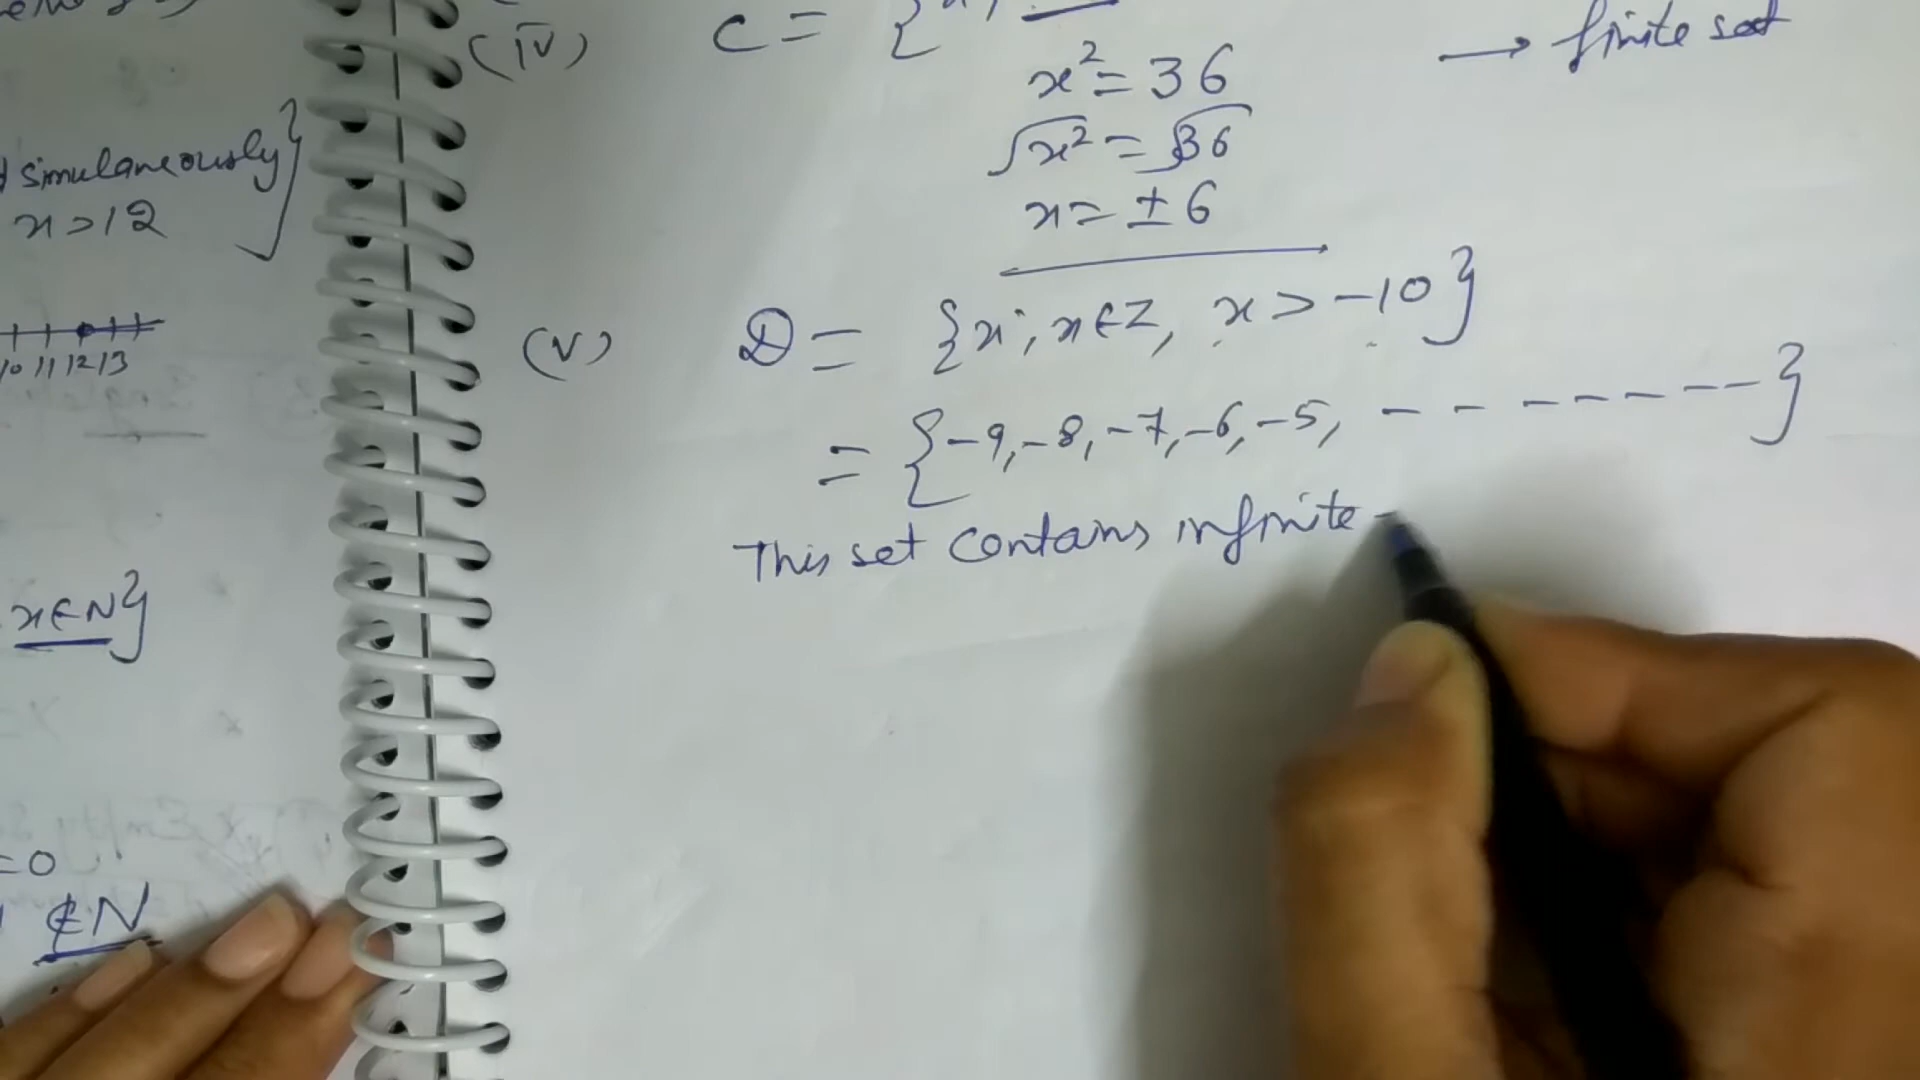 simulaneously}
x>12
10 11 12 13
x∈N}
=0
∉N
(iv) C = {x,
x²=36
→ finite set
√x²=√36
x=±6
(v) D = {x; x∈Z, x>-10}
= {-9,-8,-7,-6,-5, - - - - - - - -}
This set contains infinite